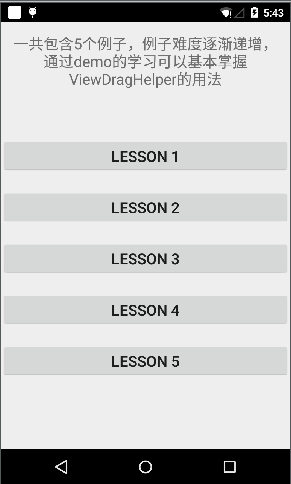 5:43
一共包含5个例子，例子难度逐渐递增，
通过demo的学习可以基本掌握
ViewDragHelper的用法
LESSON 1
LESSON 2
LESSON 3
LESSON 4
LESSON 5